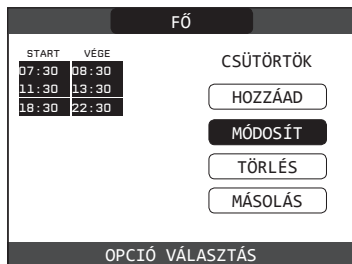 FŐ
START VÉGE
07:30 08:30
11:30 13:30
18:30 22:30
CSÜTÖRTÖK
HOZZÁAD
MÓDOSÍT
TÖRLÉS
MÁSOLÁS
OPCIÓ VÁLASZTÁS